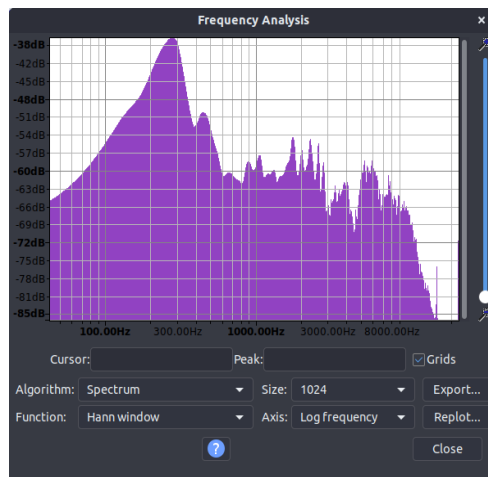 Frequency Analysis
-38dB
-42dB
-45dB
-48dB
-51dB
-54dB
-57dB
-60dB
-63dB
-66dB
-69dB
-72dB
-75dB
-78dB
-81dB
-85dB
100.00Hz 300.00Hz 1000.00Hz 3000.00Hz 8000.00Hz
Cursor: Peak: Grids
Algorithm: Spectrum Size: 1024 Export...
Function: Hann window Axis: Log frequency Replot...
? Close